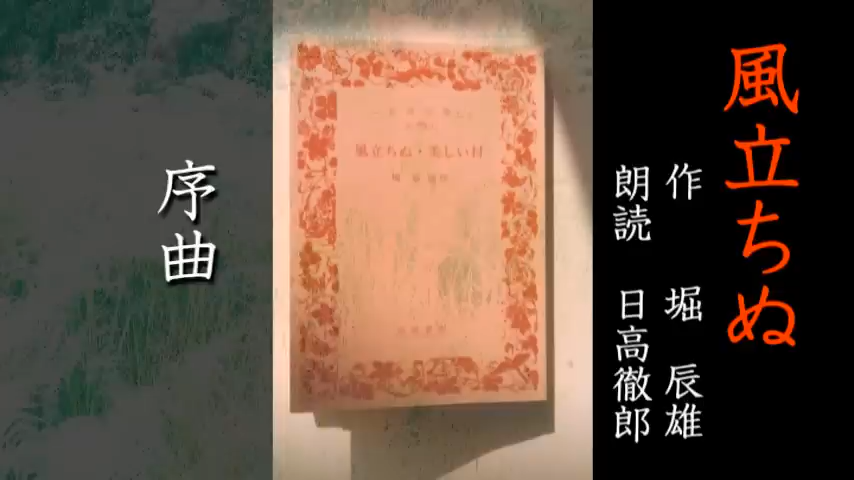 風立ちぬ
作 堀 辰雄
朗読 日高徹郎
風立ちぬ・美しい村
序曲